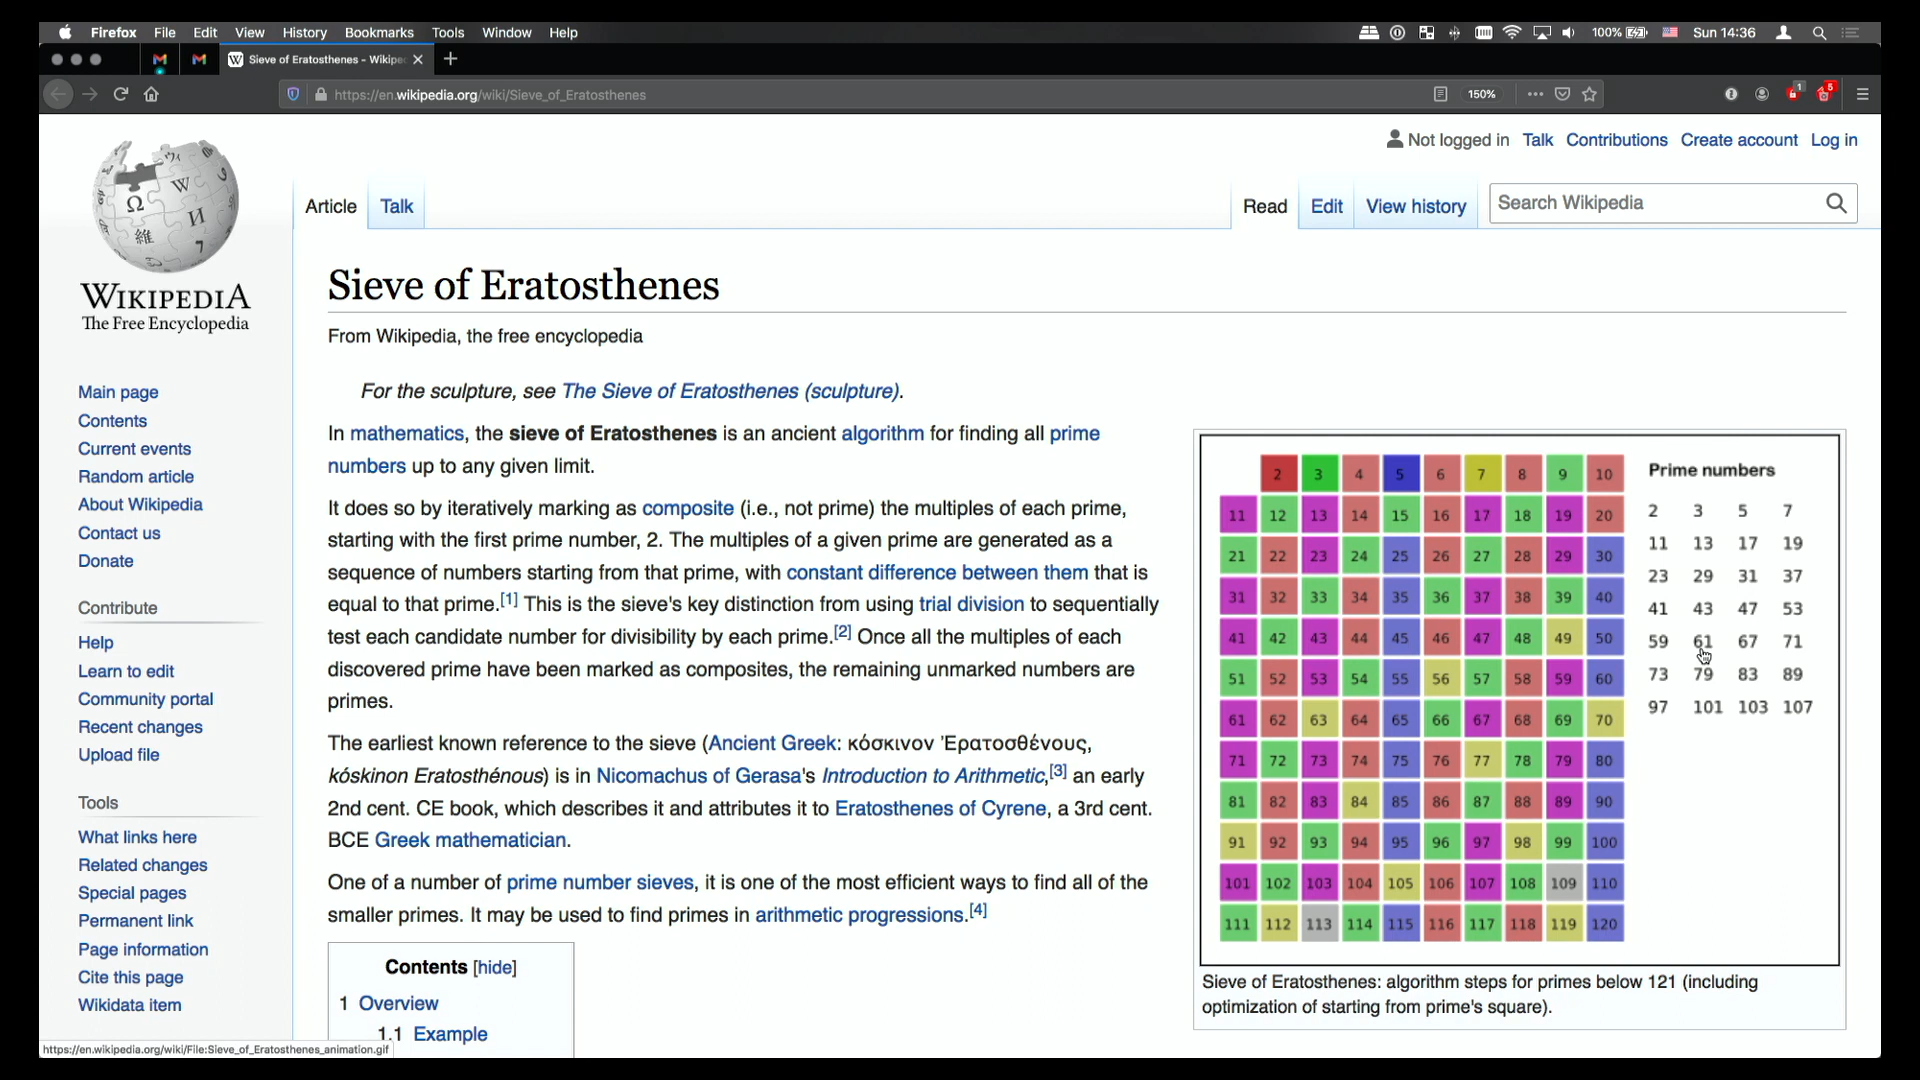 Firefox File Edit View History Bookmarks Tools Window Help 100% Sun 14:36
Sieve of Eratosthenes - Wikipe
https://en.wikipedia.org/wiki/Sieve_of_Eratosthenes 150% 1 5
Not logged in Talk Contributions Create account Log in
Article Talk Read Edit View history Search Wikipedia
WIKIPEDIA
The Free Encyclopedia
Main page
Contents
Current events
Random article
About Wikipedia
Contact us
Donate
Contribute
Help
Learn to edit
Community portal
Recent changes
Upload file
Tools
What links here
Related changes
Special pages
Permanent link
Page information
Cite this page
Wikidata item
Sieve of Eratosthenes
From Wikipedia, the free encyclopedia
For the sculpture, see The Sieve of Eratosthenes (sculpture).
In mathematics, the sieve of Eratosthenes is an ancient algorithm for finding all prime
numbers up to any given limit.
It does so by iteratively marking as composite (i.e., not prime) the multiples of each prime,
starting with the first prime number, 2. The multiples of a given prime are generated as a
sequence of numbers starting from that prime, with constant difference between them that is
equal to that prime.[1] This is the sieve's key distinction from using trial division to sequentially
test each candidate number for divisibility by each prime.[2] Once all the multiples of each
discovered prime have been marked as composites, the remaining unmarked numbers are
primes.
The earliest known reference to the sieve (Ancient Greek: κόσκινον Ἐρατοσθένους,
kóskinon Eratosthénous) is in Nicomachus of Gerasa's Introduction to Arithmetic,[3] an early
2nd cent. CE book, which describes it and attributes it to Eratosthenes of Cyrene, a 3rd cent.
BCE Greek mathematician.
One of a number of prime number sieves, it is one of the most efficient ways to find all of the
smaller primes. It may be used to find primes in arithmetic progressions.[4]
Contents [hide]
1 Overview
1.1 Example
2 3 4 5 6 7 8 9 10
11 12 13 14 15 16 17 18 19 20
21 22 23 24 25 26 27 28 29 30
31 32 33 34 35 36 37 38 39 40
41 42 43 44 45 46 47 48 49 50
51 52 53 54 55 56 57 58 59 60
61 62 63 64 65 66 67 68 69 70
71 72 73 74 75 76 77 78 79 80
81 82 83 84 85 86 87 88 89 90
91 92 93 94 95 96 97 98 99 100
101 102 103 104 105 106 107 108 109 110
111 112 113 114 115 116 117 118 119 120
Prime numbers
2 3 5 7
11 13 17 19
23 29 31 37
41 43 47 53
59 61 67 71
73 79 83 89
97 101 103 107
Sieve of Eratosthenes: algorithm steps for primes below 121 (including
optimization of starting from prime's square).
https://en.wikipedia.org/wiki/File:Sieve_of_Eratosthenes_animation.gif